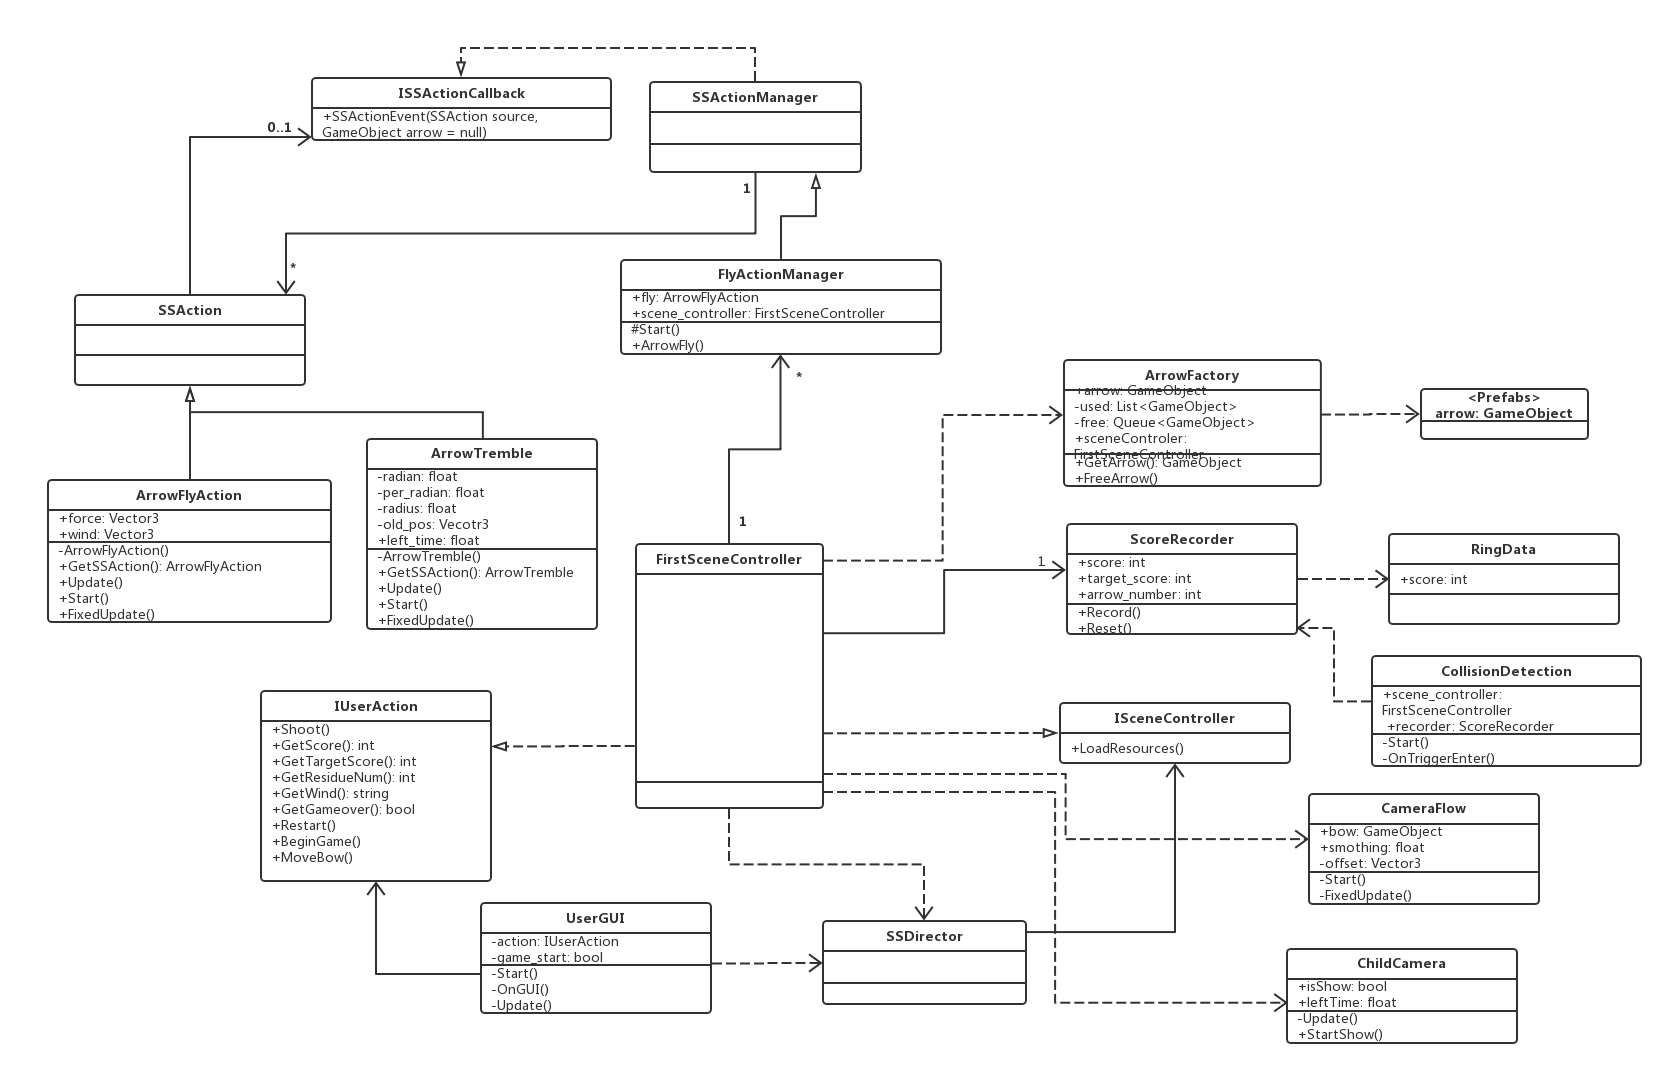 ISSActionCallback
+SSActionEvent(SSAction source,
GameObject arrow = null)
SSActionManager
0..1
1
*
FlyActionManager
+fly: ArrowFlyAction
+scene_controller: FirstSceneController
#Start()
+ArrowFly()
SSAction
*
1
ArrowFactory
+arrow: GameObject
-used: List<GameObject>
-free: Queue<GameObject>
+sceneControler:
FirstSceneController
+GetArrow(): GameObject
+FreeArrow()
<Prefabs>
arrow: GameObject
ArrowTremble
-radian: float
-per_radian: float
-radius: float
-old_pos: Vecotr3
+left_time: float
-ArrowTremble()
+GetSSAction(): ArrowTremble
+Update()
+Start()
+FixedUpdate()
ArrowFlyAction
+force: Vector3
+wind: Vector3
-ArrowFlyAction()
+GetSSAction(): ArrowFlyAction
+Update()
+Start()
+FixedUpdate()
FirstSceneController
1
ScoreRecorder
+score: int
+target_score: int
+arrow_number: int
+Record()
+Reset()
RingData
+score: int
CollisionDetection
+scene_controller:
FirstSceneController
+recorder: ScoreRecorder
-Start()
-OnTriggerEnter()
IUserAction
+Shoot()
+GetScore(): int
+GetTargetScore(): int
+GetResidueNum(): int
+GetWind(): string
+GetGameover(): bool
+Restart()
+BeginGame()
+MoveBow()
ISceneController
+LoadResources()
CameraFlow
+bow: GameObject
+smothing: float
-offset: Vector3
-Start()
-FixedUpdate()
UserGUI
-action: IUserAction
-game_start: bool
-Start()
-OnGUI()
-Update()
SSDirector
ChildCamera
+isShow: bool
+leftTime: float
-Update()
+StartShow()